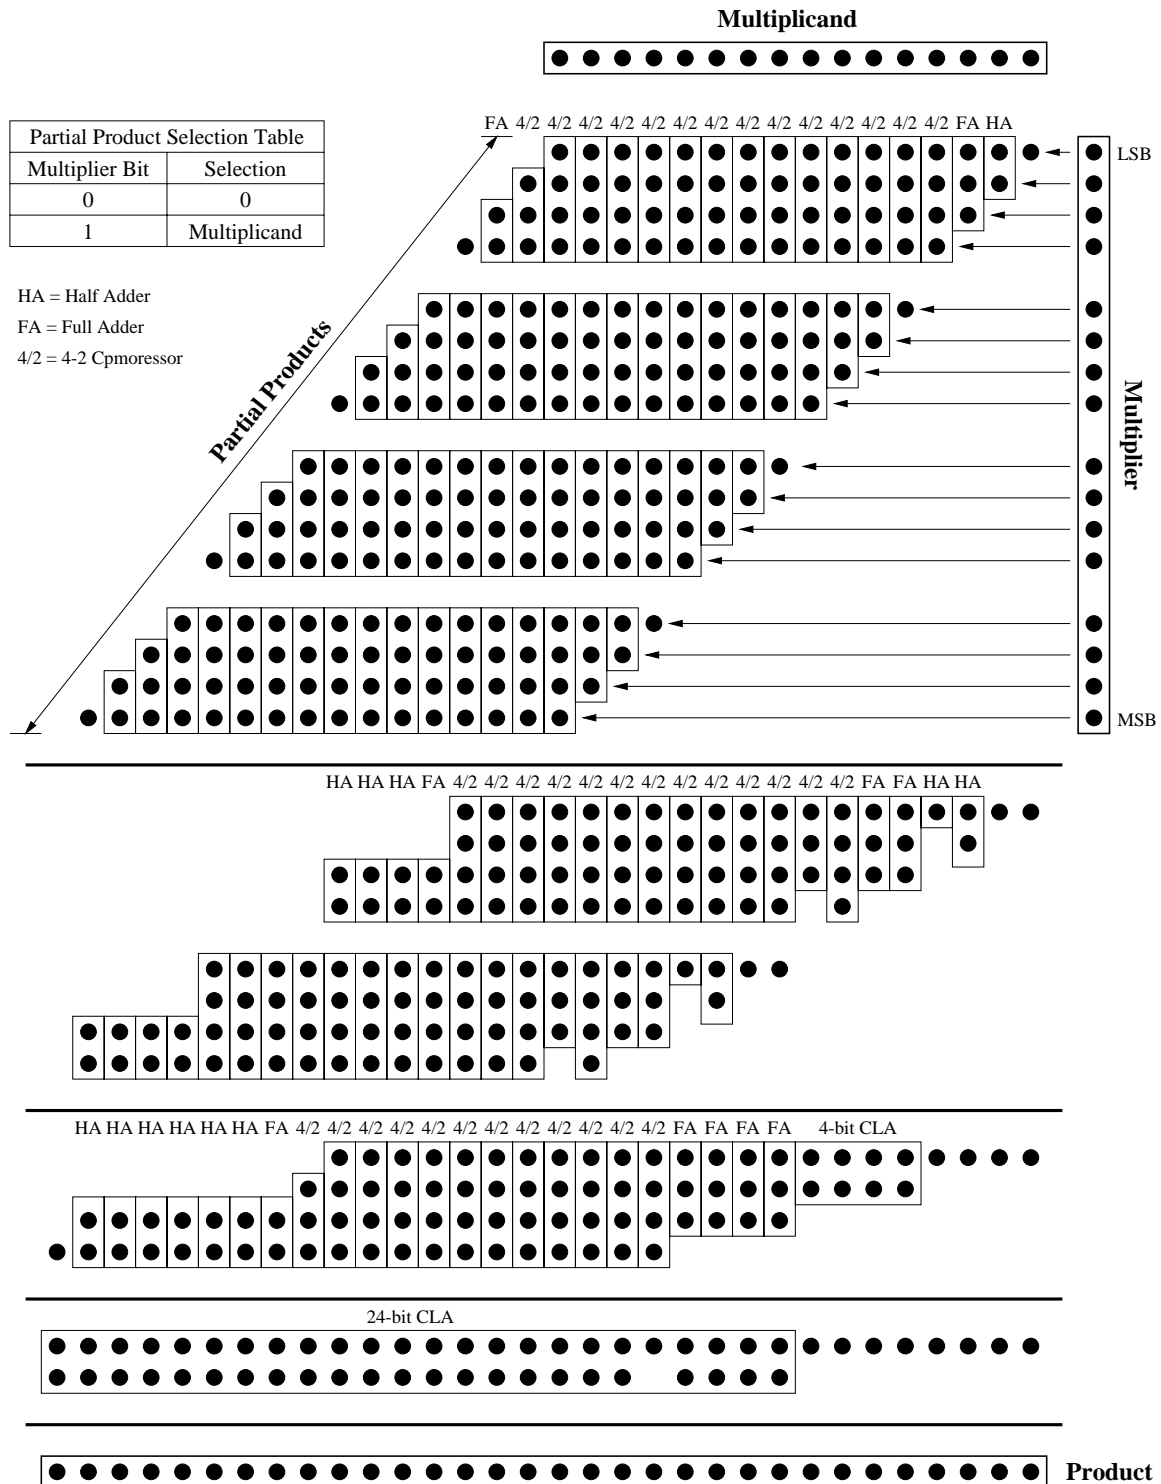 Multiplicand
FA 4/2 4/2 4/2 4/2 4/2 4/2 4/2 4/2 4/2 4/2 4/2 4/2 4/2 4/2 FA HA
Partial Product Selection Table
Multiplier Bit Selection
0 0
1 Multiplicand
LSB
HA = Half Adder
FA = Full Adder
4/2 = 4-2 Cpmoressor
Partial Products
Multiplier
MSB
HA HA HA FA 4/2 4/2 4/2 4/2 4/2 4/2 4/2 4/2 4/2 4/2 4/2 4/2 4/2 FA FA HA HA
HA HA HA HA HA HA FA 4/2 4/2 4/2 4/2 4/2 4/2 4/2 4/2 4/2 4/2 4/2 4/2 FA FA FA FA 4-bit CLA
24-bit CLA
Product